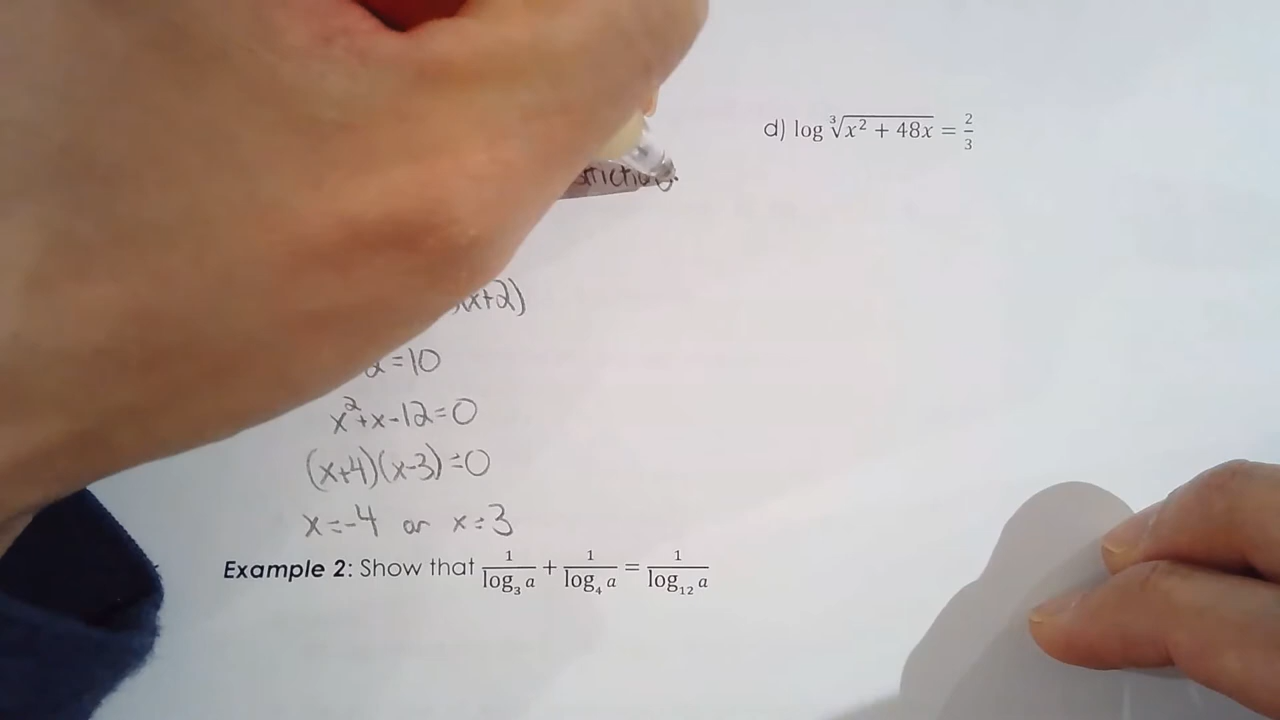 d) log ∛(x² + 48x) = 2/3
x+2)
2=10
x²+x-12=0
(x+4)(x-3)=0
x=-4 or x=3
Example 2: Show that 1/log₃ a + 1/log₄ a = 1/log₁₂ a